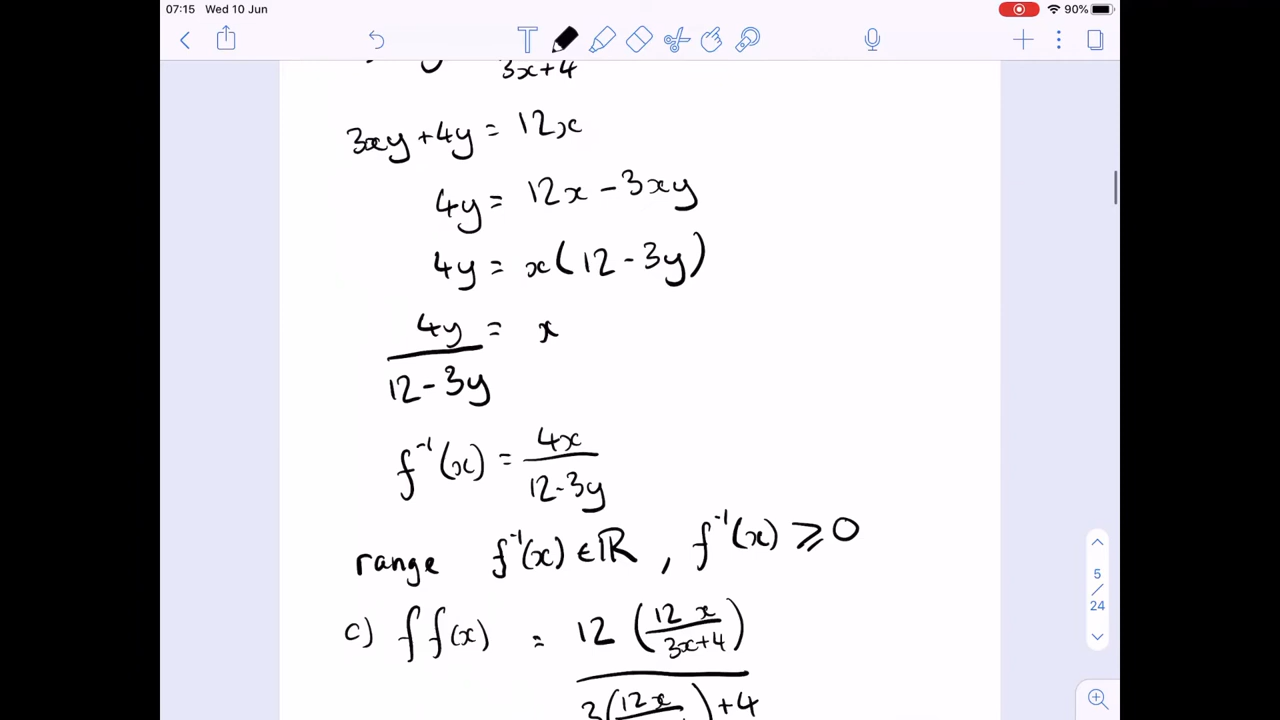 07:15 Wed 10 Jun
90%
T
3x+4
3xy +4y = 12x
4y = 12x - 3xy
4y = x(12 - 3y)
4y = x
12 - 3y
f⁻¹(x) = 4x
12-3y
range f⁻¹(x) ∈ ℝ , f⁻¹(x) ⩾ 0
5
/
24
c) f f(x) = 12 (12x
3x+4)
3(12x ) +4